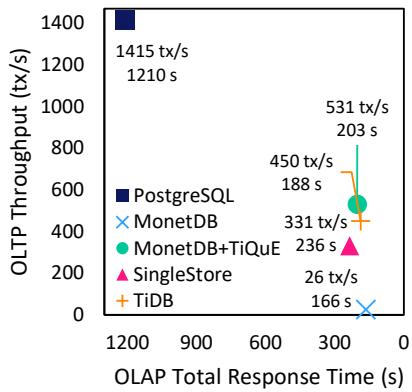 1400
1200
1000
800
600
400
200
0
OLTP Throughput (tx/s)
1415 tx/s
1210 s
531 tx/s
203 s
450 tx/s
188 s
331 tx/s
236 s
26 tx/s
166 s
PostgreSQL
MonetDB
MonetDB+TiQuE
SingleStore
TiDB
1200 900 600 300 0
OLAP Total Response Time (s)